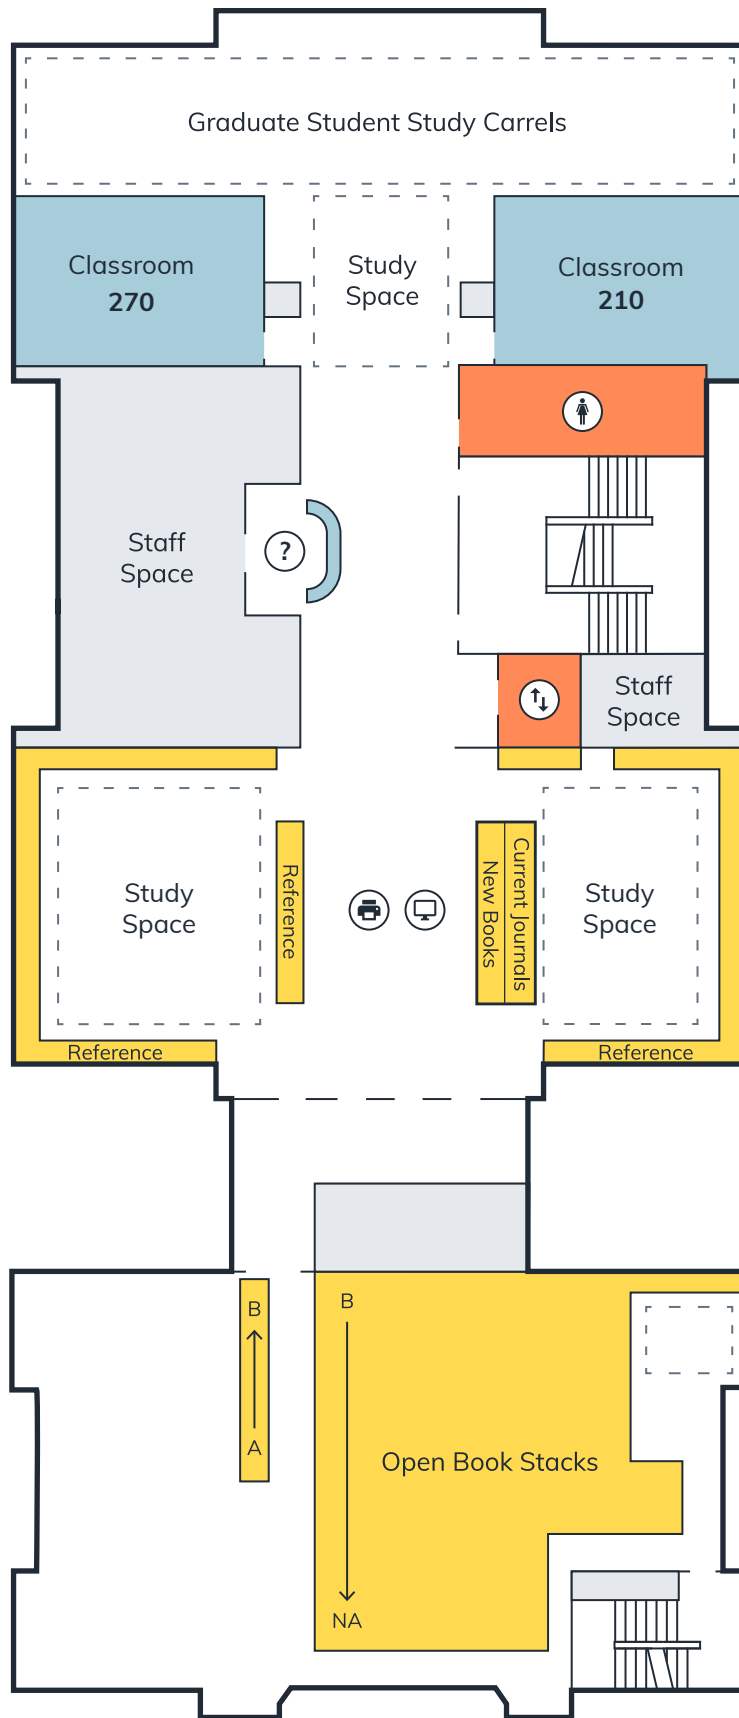 Graduate Student Study Carrels
Classroom
270
Study
Space
Classroom
210
Staff
Space
?
Staff
Space
Study
Space
Reference
Current Journals
New Books
Study
Space
Reference
Reference
B
A
B
Open Book Stacks
NA